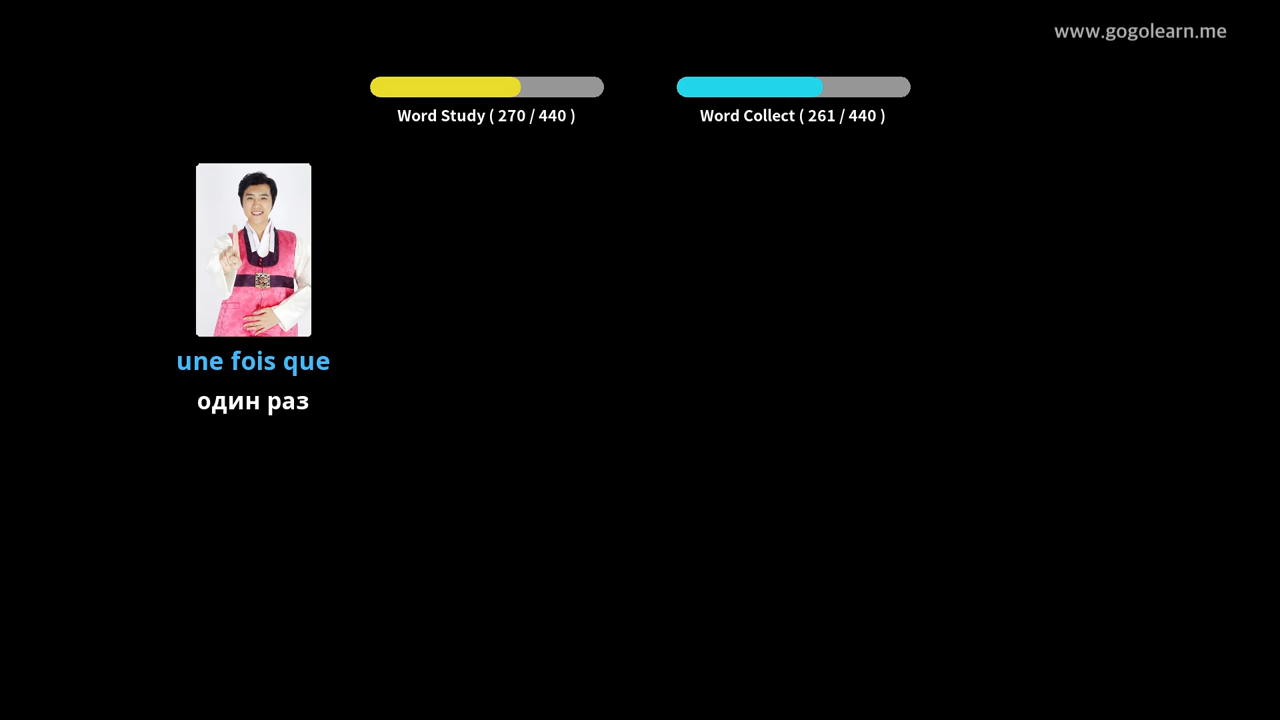 www.gogolearn.me
Word Study ( 270 / 440 )
Word Collect ( 261 / 440 )
une fois que
один раз